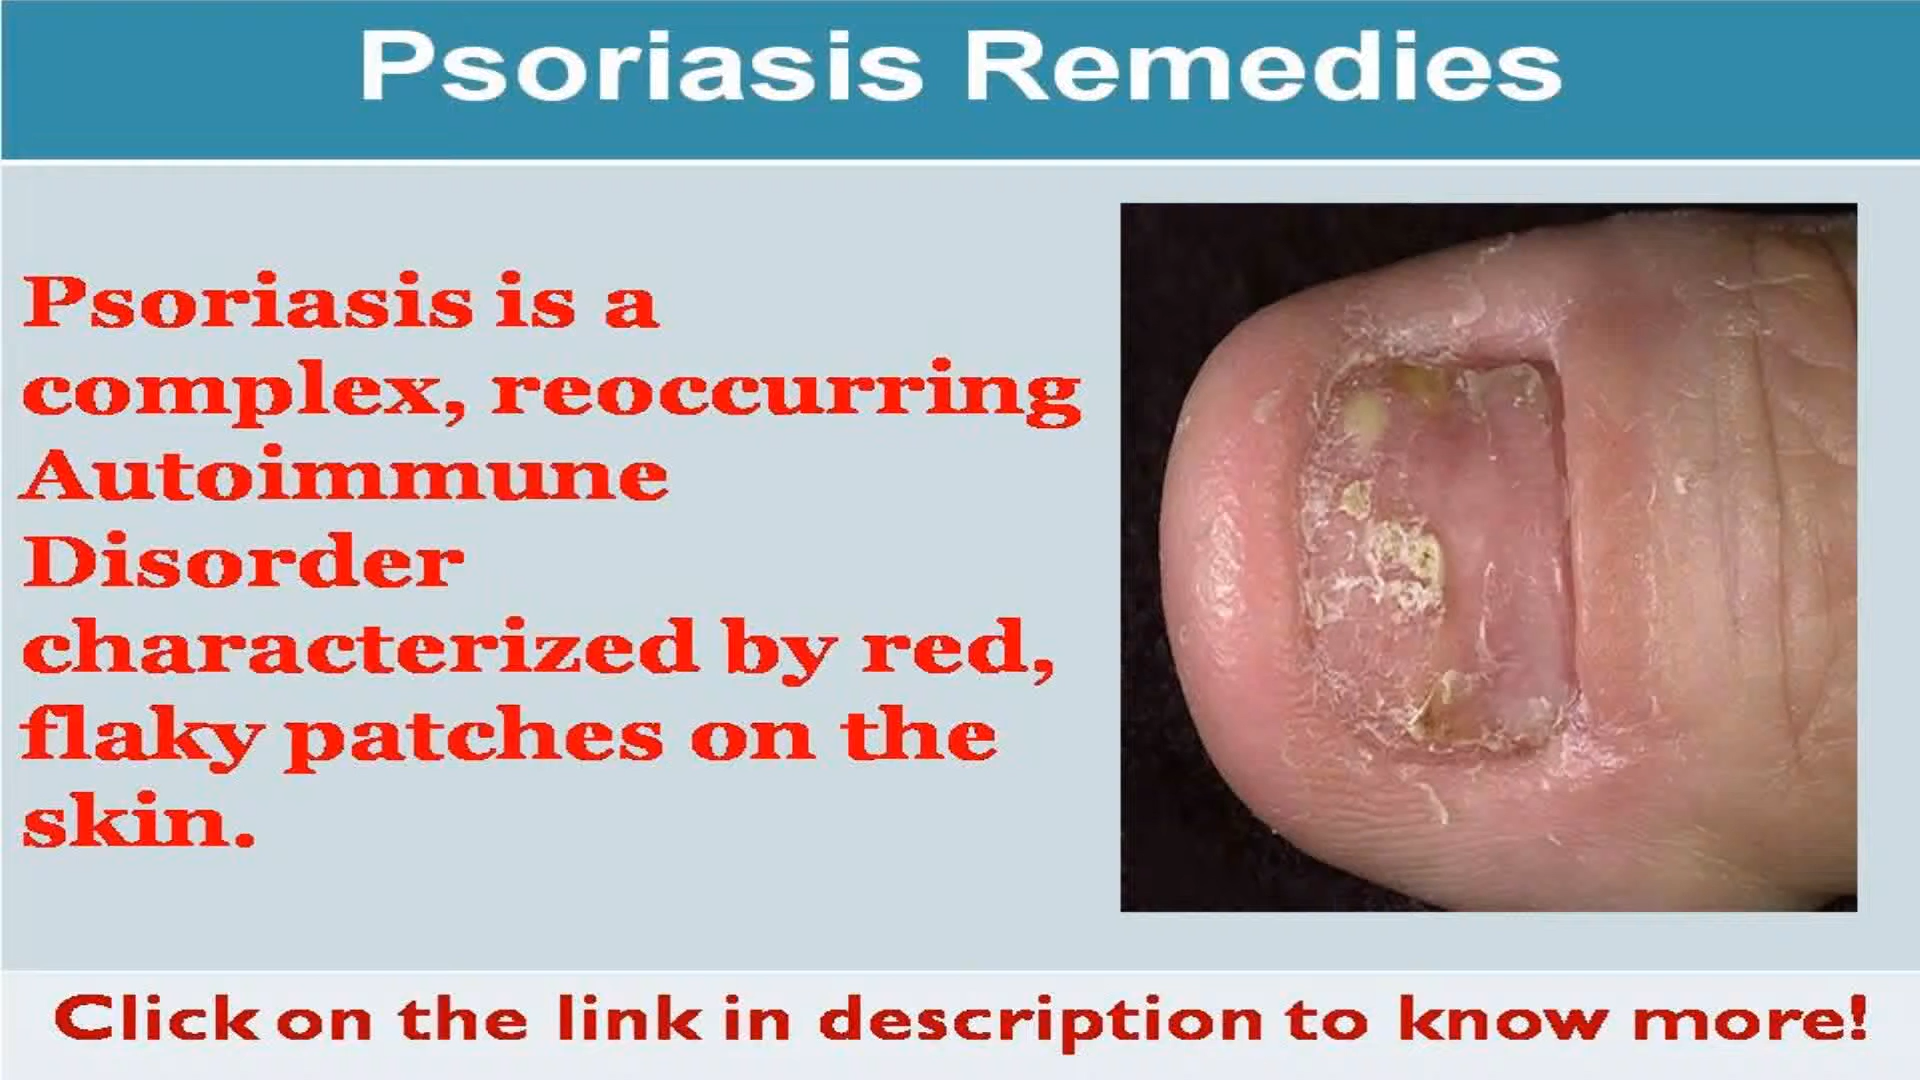 Psoriasis Remedies
Psoriasis is a
complex, reoccurring
Autoimmune
Disorder
characterized by red,
flaky patches on the
skin.
Click on the link in description to know more!